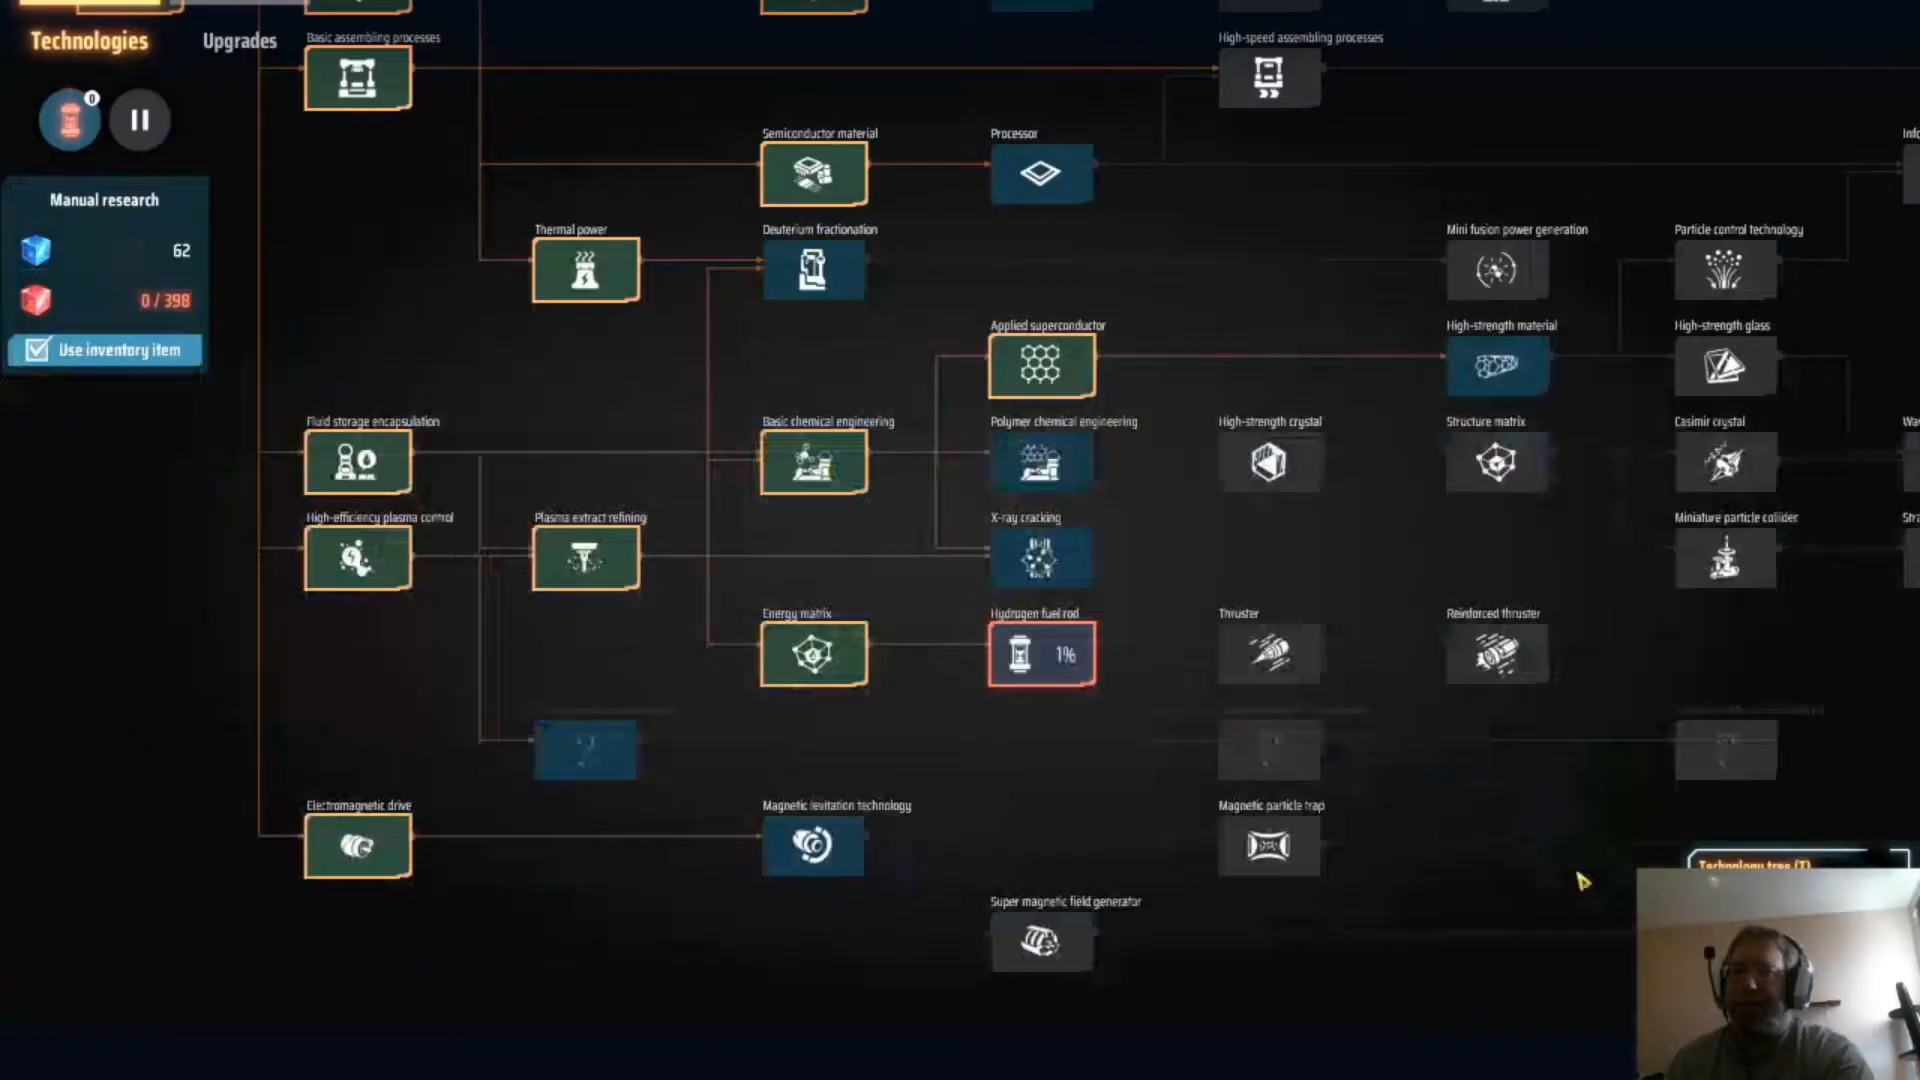 Technologies
Upgrades
Basic assembling processes
High-speed assembling processes
0
Manual research
62
0 / 398
Use inventory item
Semiconductor material
Processor
Thermal power
Deuterium fractionation
Mini fusion power generation
Particle control technology
Applied superconductor
High-strength material
High-strength glass
Fluid storage encapsulation
Basic chemical engineering
Polymer chemical engineering
High-strength crystal
Structure matrix
Casimir crystal
High-efficiency plasma control
Plasma extract refining
X-ray cracking
Miniature particle collider
Energy matrix
Hydrogen fuel rod
1%
Thruster
Reinforced thruster
Electromagnetic drive
Magnetic levitation technology
Magnetic particle trap
Technology tree (T)
Super magnetic field generator